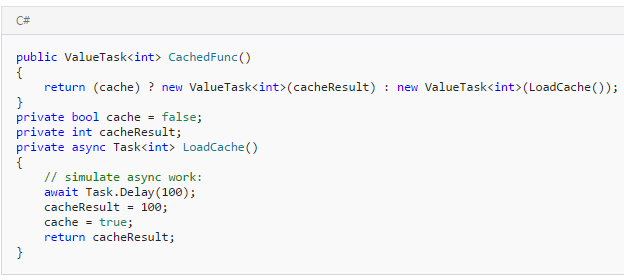 C#
public ValueTask<int> CachedFunc()
{
    return (cache) ? new ValueTask<int>(cacheResult) : new ValueTask<int>(LoadCache());
}
private bool cache = false;
private int cacheResult;
private async Task<int> LoadCache()
{
    // simulate async work:
    await Task.Delay(100);
    cacheResult = 100;
    cache = true;
    return cacheResult;
}